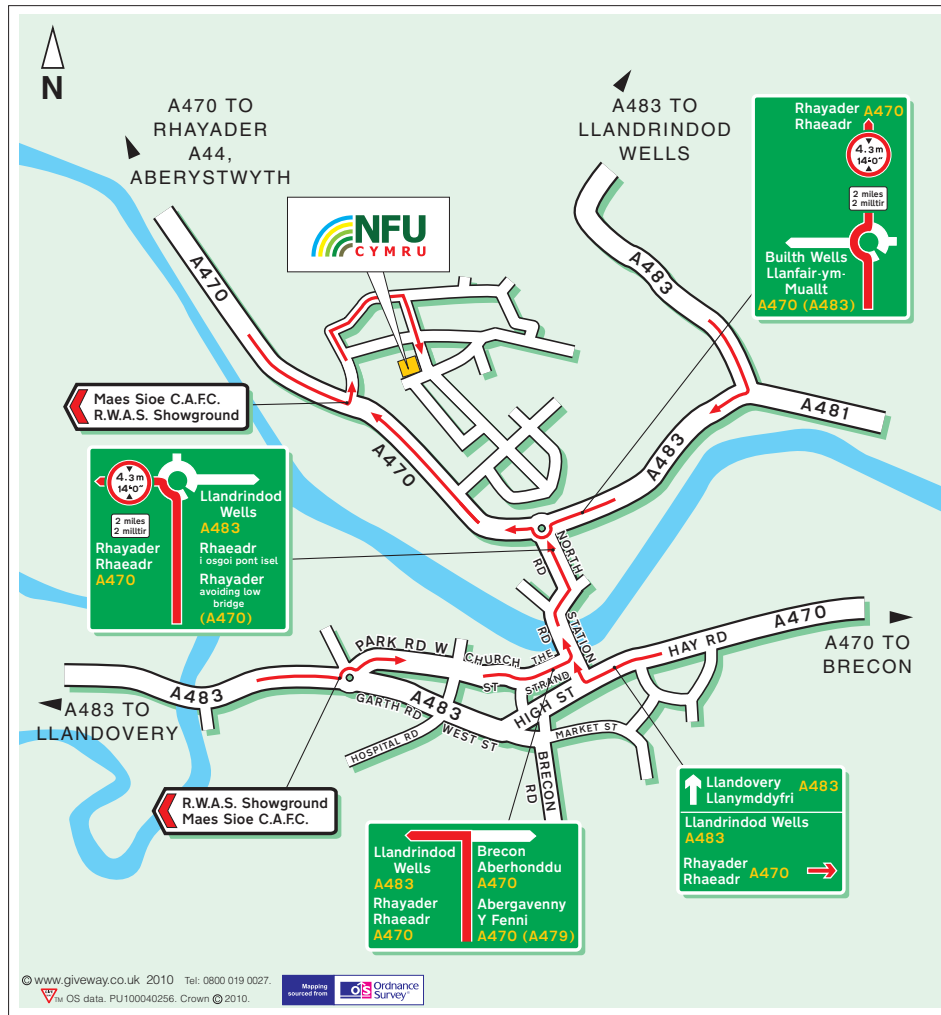 N
A470 TO
RHAYADER
A44,
ABERYSTWYTH
A483 TO
LLANDRINDOD
WELLS
Rhayader A470
Rhaeadr
4.3m
14'0"
2 miles
2 milltir
Builth Wells
Llanfair-ym-
Muallt
A470 (A483)
NFU
CYMRU
A470
A483
A481
A483
A470
Maes Sioe C.A.F.C.
R.W.A.S. Showground
4.3m
14'0"
2 miles
2 milltir
Rhayader
Rhaeadr
A470
Llandrindod
Wells
A483
Rhaeadr
i osgoi pont isel
Rhayader
avoiding low
bridge
(A470)
NORTH
RD
STATION
RD
PARK RD W
CHURCH
ST
THE
STRAND
HAY RD
A470
A470 TO
BRECON
A483
A483 TO
LLANDOVERY
GARTH RD
A483
HIGH ST
WEST ST
HOSPITAL RD
MARKET ST
BRECON
RD
R.W.A.S. Showground
Maes Sioe C.A.F.C.
Llandrindod
Wells
A483
Rhayader
Rhaeadr
A470
Brecon
Aberhonddu
A470
Abergavenny
Y Fenni
A470 (A479)
Llandovery A483
Llanymddyfri
Llandrindod Wells
A483
Rhayader A470
Rhaeadr
© www.giveway.co.uk 2010 Tel: 0800 019 0027.
TM OS data. PU100040256. Crown © 2010.
Mapping
sourced from
OS Ordnance
Survey®